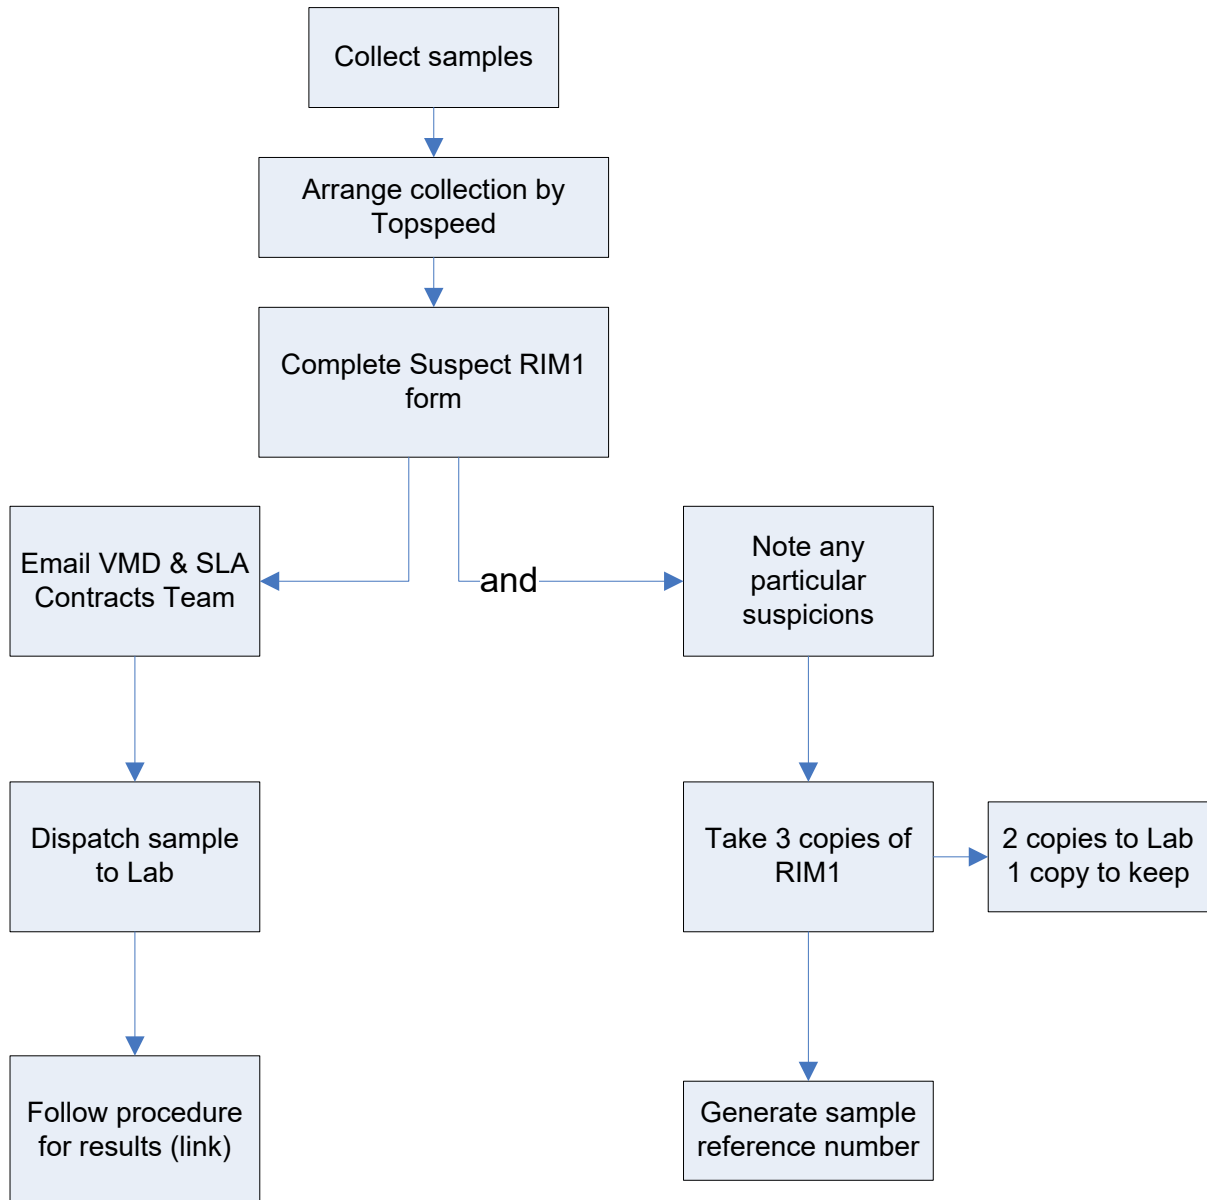 Collect samples
Arrange collection by
Topspeed
Complete Suspect RIM1
form
Email VMD & SLA
Contracts Team
and
Note any
particular
suspicions
Dispatch sample
to Lab
Take 3 copies of
RIM1
2 copies to Lab
1 copy to keep
Follow procedure
for results (link)
Generate sample
reference number